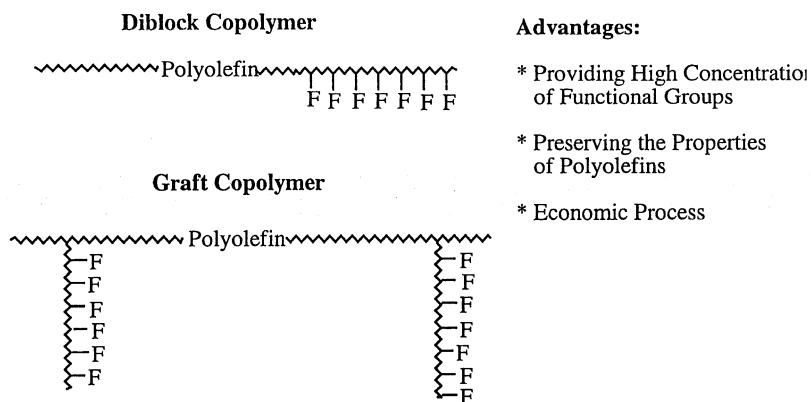 Diblock Copolymer
Polyolefin
F F F F F F F
Graft Copolymer
Polyolefin
F
F
F
F
F
F
F
F
F
F
F
F
F
Advantages:
* Providing High Concentration
of Functional Groups
* Preserving the Properties
of Polyolefins
* Economic Process